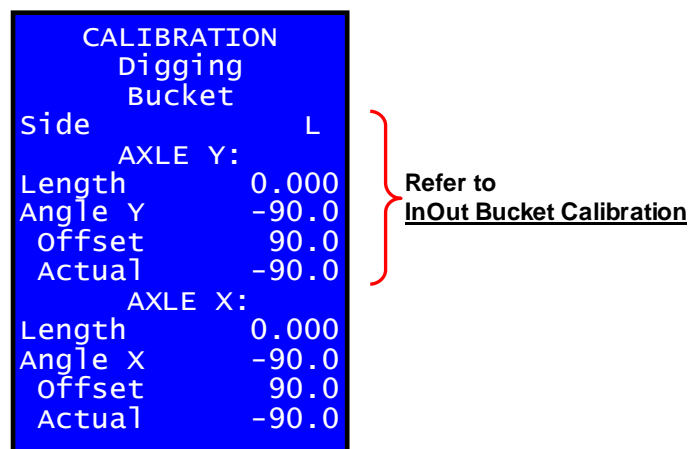 CALIBRATION
Digging
Bucket
Side L
AXLE Y:
Length 0.000
Angle Y -90.0
Offset 90.0
Actual -90.0
AXLE X:
Length 0.000
Angle X -90.0
Offset 90.0
Actual -90.0
Refer to
InOut Bucket Calibration